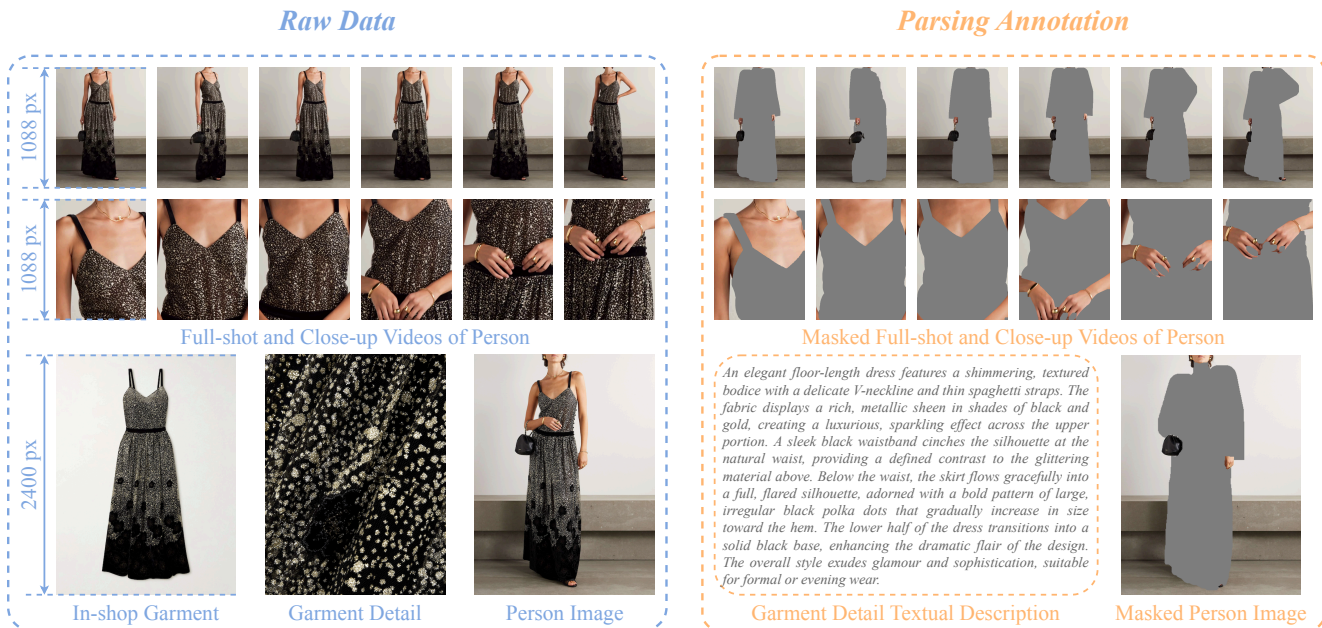 Raw Data
Parsing Annotation
1088 px
1088 px
Full-shot and Close-up Videos of Person
Masked Full-shot and Close-up Videos of Person
2400 px
An elegant floor-length dress features a shimmering, textured
bodice with a delicate V-neckline and thin spaghetti straps. The
fabric displays a rich, metallic sheen in shades of black and
gold, creating a luxurious, sparkling effect across the upper
portion. A sleek black waistband cinches the silhouette at the
natural waist, providing a defined contrast to the glittering
material above. Below the waist, the skirt flows gracefully into
a full, flared silhouette, adorned with a bold pattern of large,
irregular black polka dots that gradually increase in size
toward the hem. The lower half of the dress transitions into a
solid black base, enhancing the dramatic flair of the design.
The overall style exudes glamour and sophistication, suitable
for formal or evening wear.
In-shop Garment
Garment Detail
Person Image
Garment Detail Textual Description
Masked Person Image